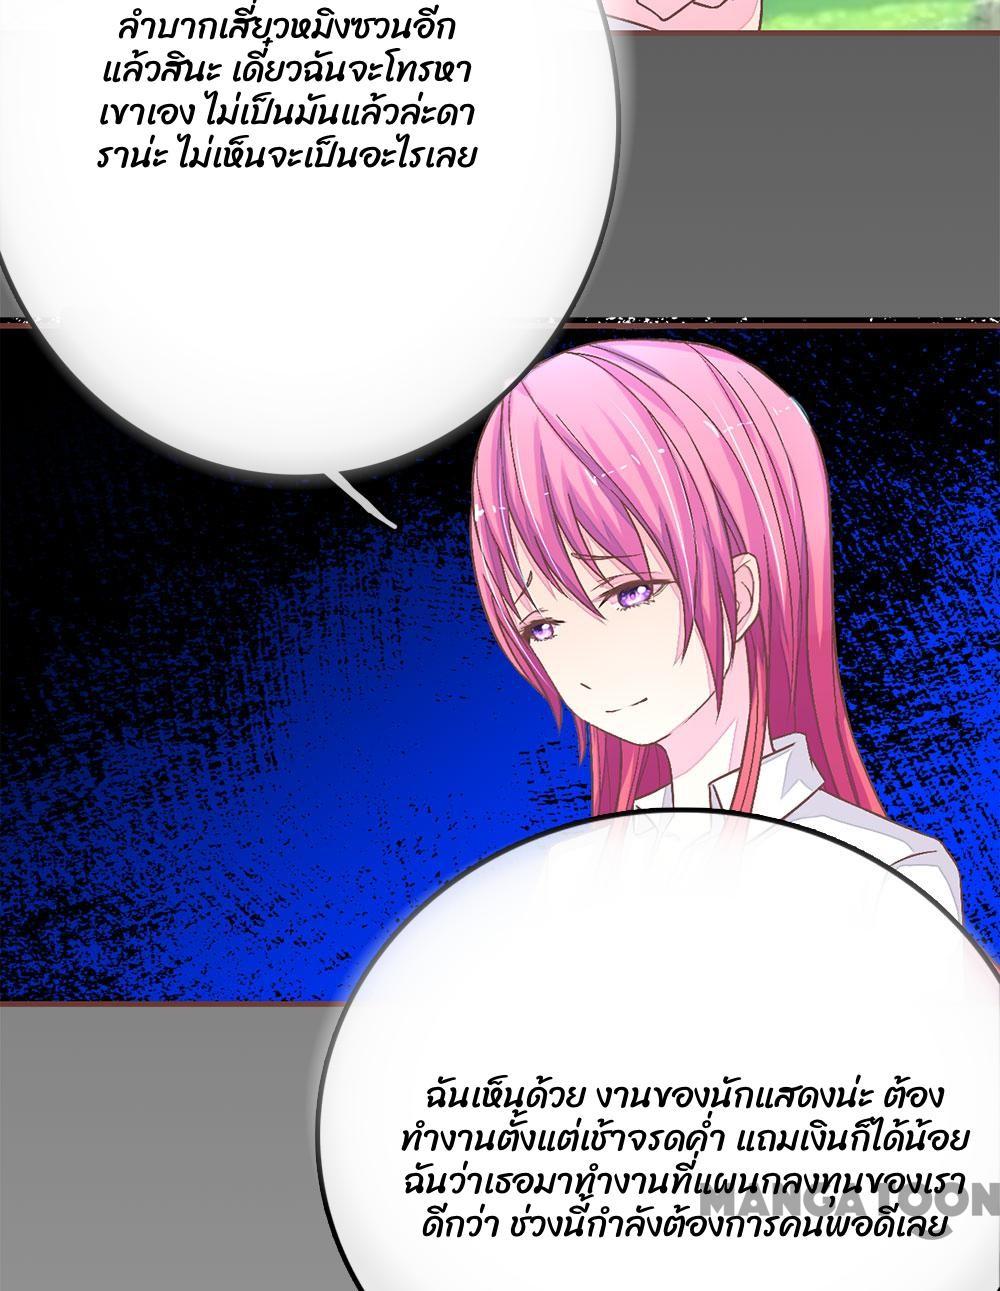 ลำบากเสี่ยวหมิงซวนอีก
แล้วสินะ เดี๋ยวฉันจะโทรหา
เขาเอง ไม่เป็นมันแล้วล่ะดา
ราน่ะ ไม่เห็นจะเป็นอะไรเลย
ฉันเห็นด้วย งานของนักแสดงน่ะ ต้อง
ทำงานตั้งแต่เช้าจรดค่ำ แถมเงินก็ได้น้อย
ฉันว่าเธอมาทำงานที่แผนกลงทุนของเรา
ดีกว่า ช่วงนี้กำลังต้องการคนพอดีเลย
MANGATOON